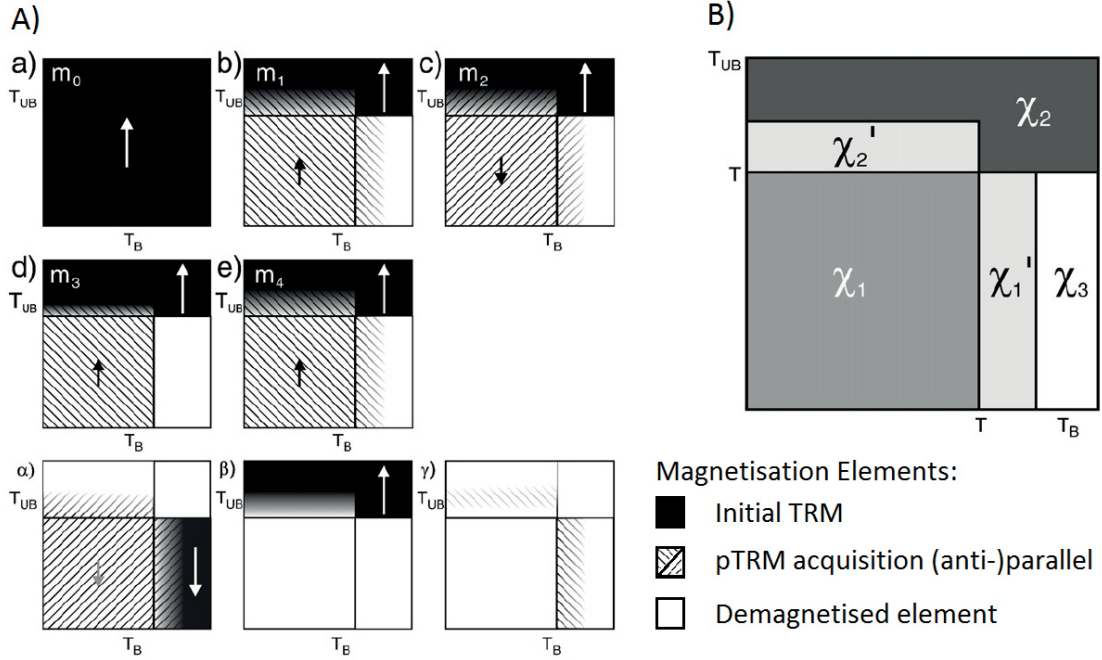 A)
B)
a) m0
b) m1
c) m2
TUB
TUB
TUB
TB
TB
TB
d) m3
e) m4
TUB
TUB
TB
TB
α)
β)
γ)
TUB
TUB
TUB
TB
TB
TB
TUB
χ2
χ2'
T
χ1
χ1'
χ3
T
TB
Magnetisation Elements:
Initial TRM
pTRM acquisition (anti-)parallel
Demagnetised element